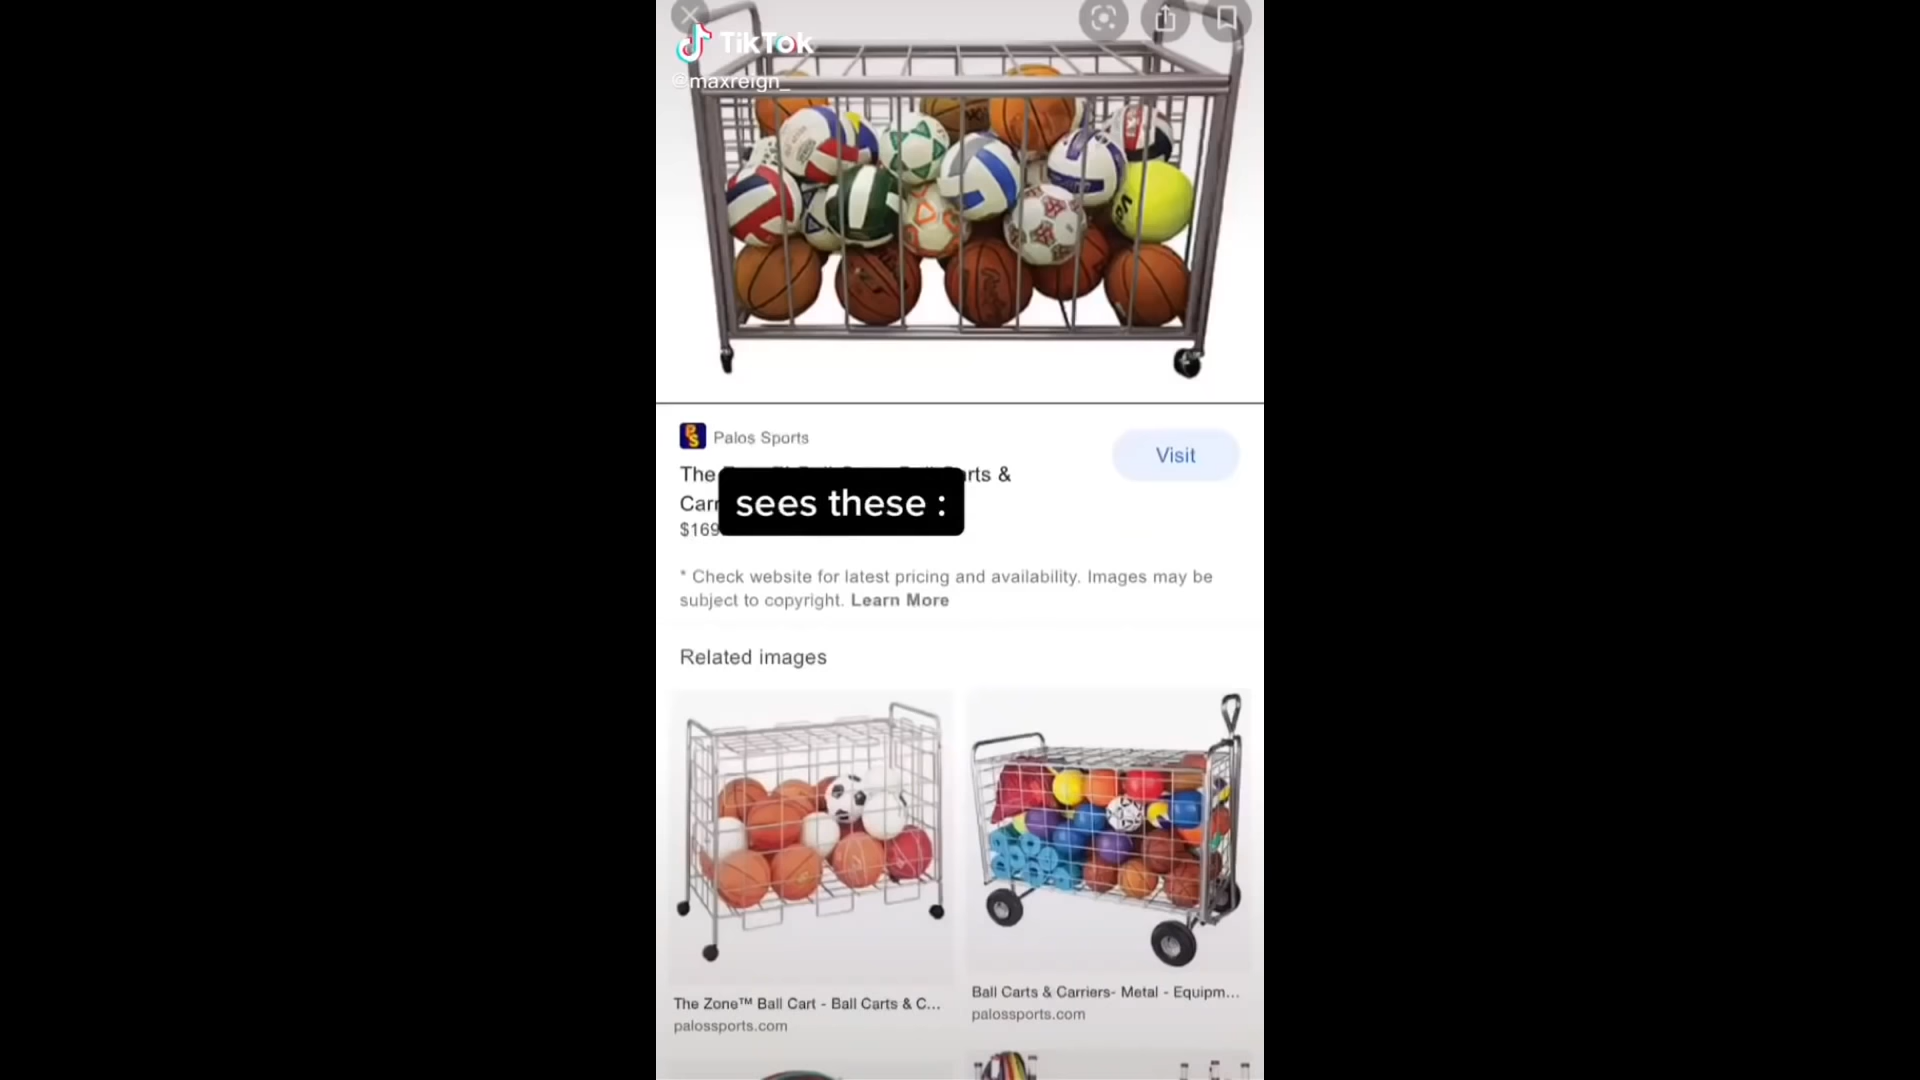 TikTok
@maxreign_
Palos Sports
Visit
The
rts &
sees these :
$169
* Check website for latest pricing and availability. Images may be
subject to copyright. Learn More
Related images
The Zone™ Ball Cart - Ball Carts & C...
Ball Carts & Carriers- Metal - Equipm...
palossports.com
palossports.com